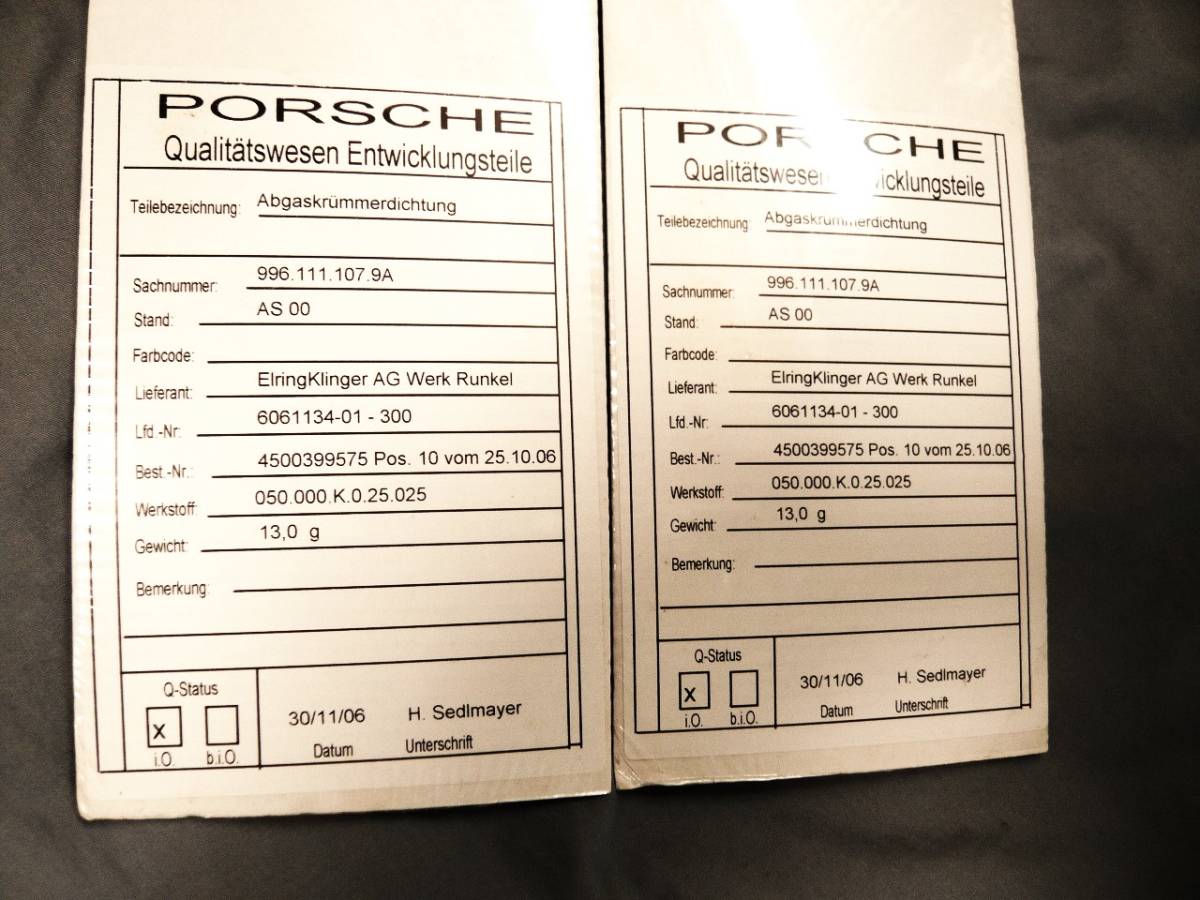 PORSCHE
Qualitätswesen Entwicklungsteile
Teilebezeichnung: Abgaskrümmerdichtung
Sachnummer: 996.111.107.9A
Stand: AS 00
Farbcode:
Lieferant: ElringKlinger AG Werk Runkel
Lfd.-Nr: 6061134-01 - 300
Best.-Nr.: 4500399575 Pos. 10 vom 25.10.06
Werkstoff: 050.000.K.0.25.025
Gewicht: 13,0 g
Bemerkung:
Q-Status
x
30/11/06 H. Sedlmayer
i.O. b.i.O. Datum Unterschrift
POR CHE
Qualitätswesen icklungsteile
Teilebezeichnung: Abgaskrümmerdichtung
Sachnummer: 996.111.107.9A
Stand: AS 00
Farbcode:
Lieferant: ElringKlinger AG Werk Runkel
Lfd.-Nr: 6061134-01 - 300
Best.-Nr.: 4500399575 Pos. 10 vom 25.10.06
Werkstoff: 050.000.K.0.25.025
Gewicht: 13,0 g
Bemerkung:
Q-Status
x
30/11/06 H. Sedlmayer
i.O. b.i.O. Datum Unterschrift